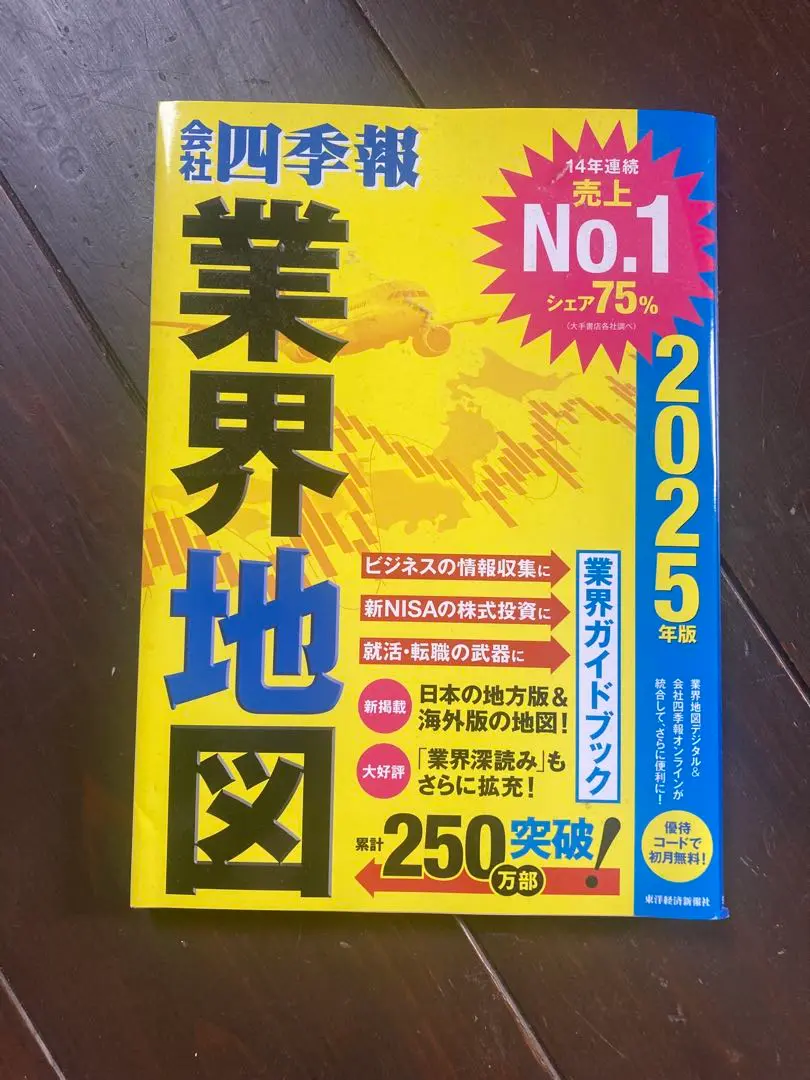 会社四季報
業界地図
14年連続
売上
No.1
シェア75%
(大手書店各社調べ)
2025年版
ビジネスの情報収集に
新NISAの株式投資に
就活・転職の武器に
業界ガイドブック
新掲載
日本の地方版&
海外版の地図!
大好評
「業界深読み」も
さらに拡充!
累計250万部突破!
業界地図デジタル&
会社四季報オンラインが
統合して、さらに便利に!
優待
コードで
初月無料!
東洋経済新報社